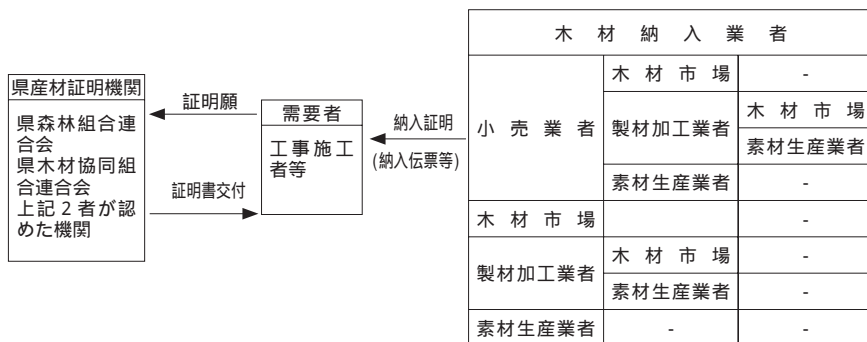 県産材証明機関
県森林組合連
合会
県木材協同組
合連合会
上記2者が認
めた機関
証明願
証明書交付
需要者
工事施工
者等
納入証明
(納入伝票等)
木材納入業者
小売業者
木材市場
-
製材加工業者
木材市場
素材生産業者
素材生産業者
-
木材市場
-
製材加工業者
木材市場
-
素材生産業者
-
素材生産業者
-
-